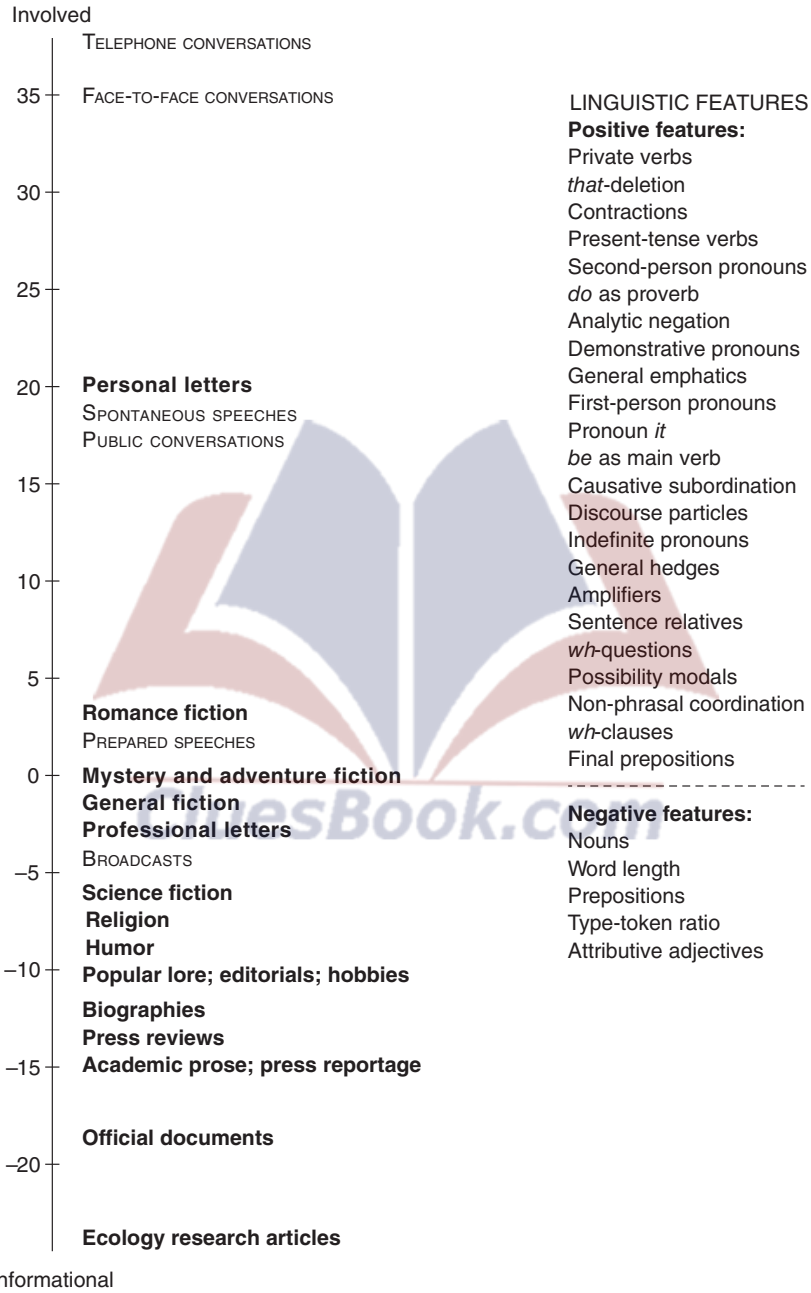 Involved
TELEPHONE CONVERSATIONS
35
FACE-TO-FACE CONVERSATIONS
30
25
20
Personal letters
SPONTANEOUS SPEECHES
PUBLIC CONVERSATIONS
15
10
5
Romance fiction
PREPARED SPEECHES
0
Mystery and adventure fiction
General fiction
Professional letters
BROADCASTS
–5
Science fiction
Religion
Humor
–10
Popular lore; editorials; hobbies
Biographies
Press reviews
–15
Academic prose; press reportage
Official documents
–20
Ecology research articles
nformational
LINGUISTIC FEATURES
Positive features:
Private verbs
that-deletion
Contractions
Present-tense verbs
Second-person pronouns
do as proverb
Analytic negation
Demonstrative pronouns
General emphatics
First-person pronouns
Pronoun it
be as main verb
Causative subordination
Discourse particles
Indefinite pronouns
General hedges
Amplifiers
Sentence relatives
wh-questions
Possibility modals
Non-phrasal coordination
wh-clauses
Final prepositions
Negative features:
Nouns
Word length
Prepositions
Type-token ratio
Attributive adjectives
CluesBook.com